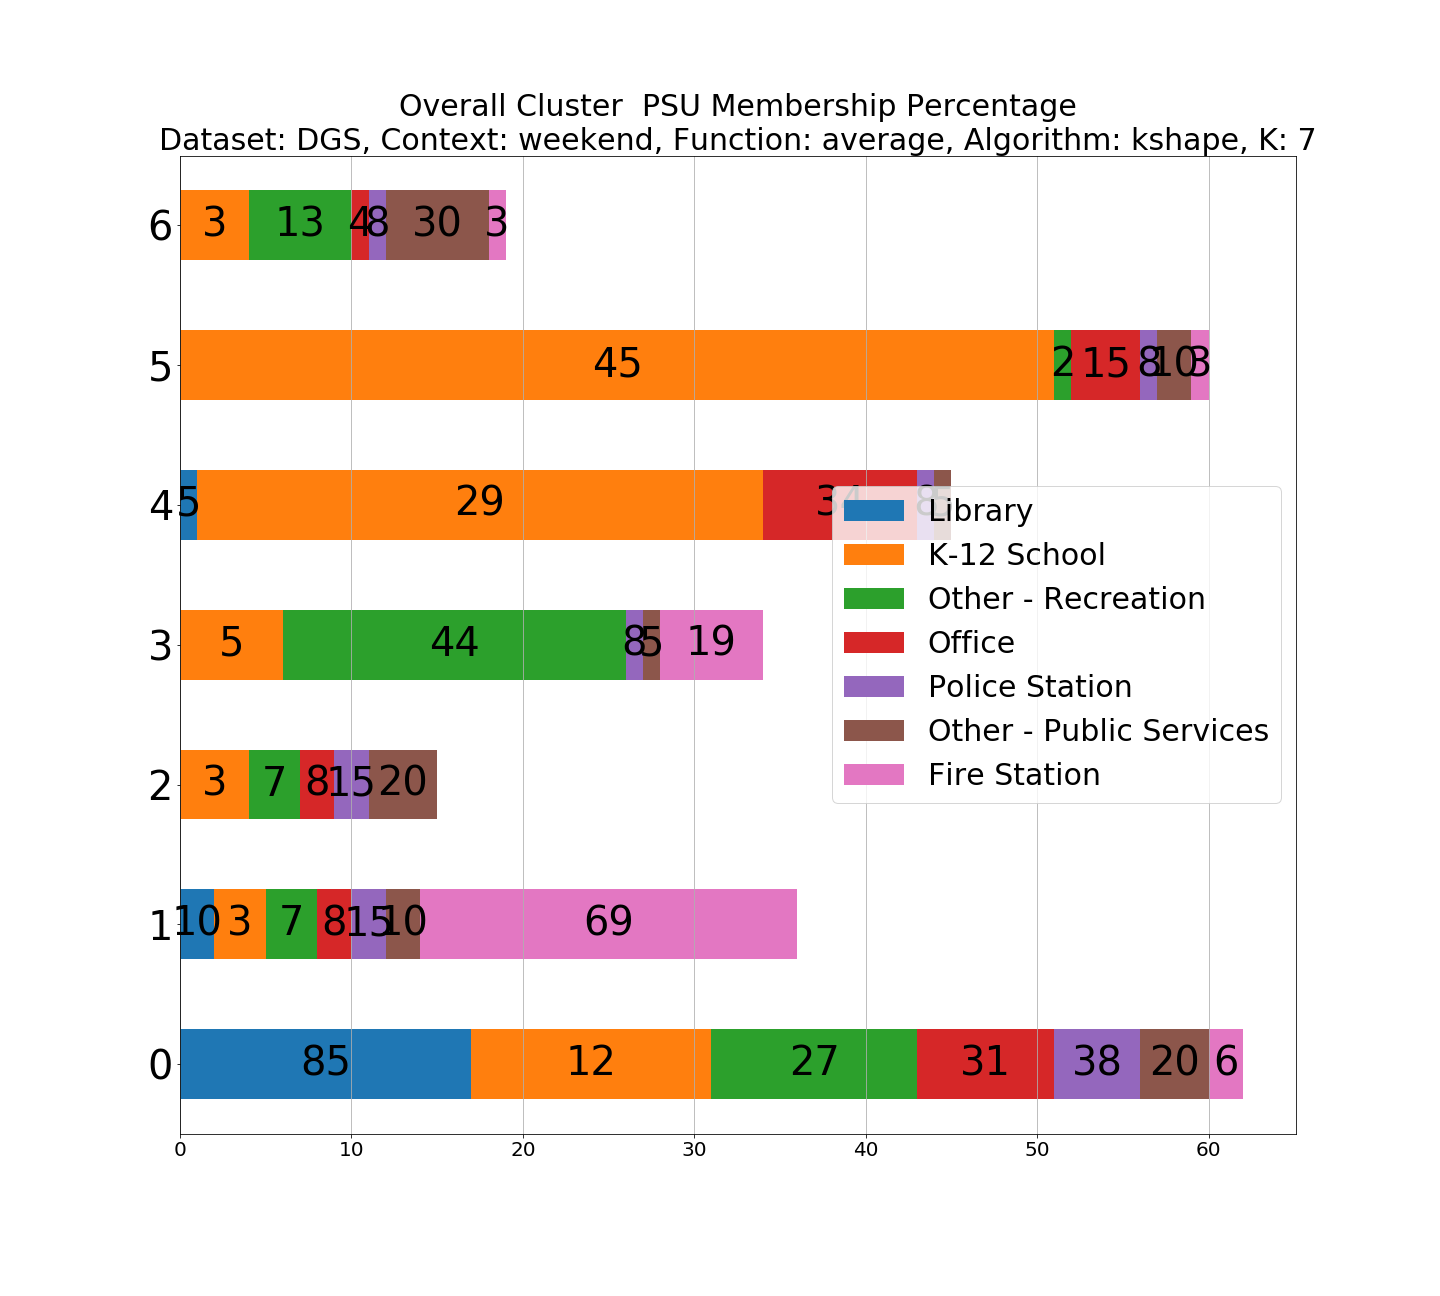 Overall Cluster  PSU Membership Percentage
Dataset: DGS, Context: weekend, Function: average, Algorithm: kshape, K: 7
6 3 13 4 8 30 3
5 45 2 15 8 10 3
4 5 29 34 8 5
Library
K-12 School
Other - Recreation
Office
Police Station
Other - Public Services
Fire Station
3 5 44 8 5 19
2 3 7 8 15 20
1 10 3 7 8 15 10 69
0 85 12 27 31 38 20 6
0 10 20 30 40 50 60